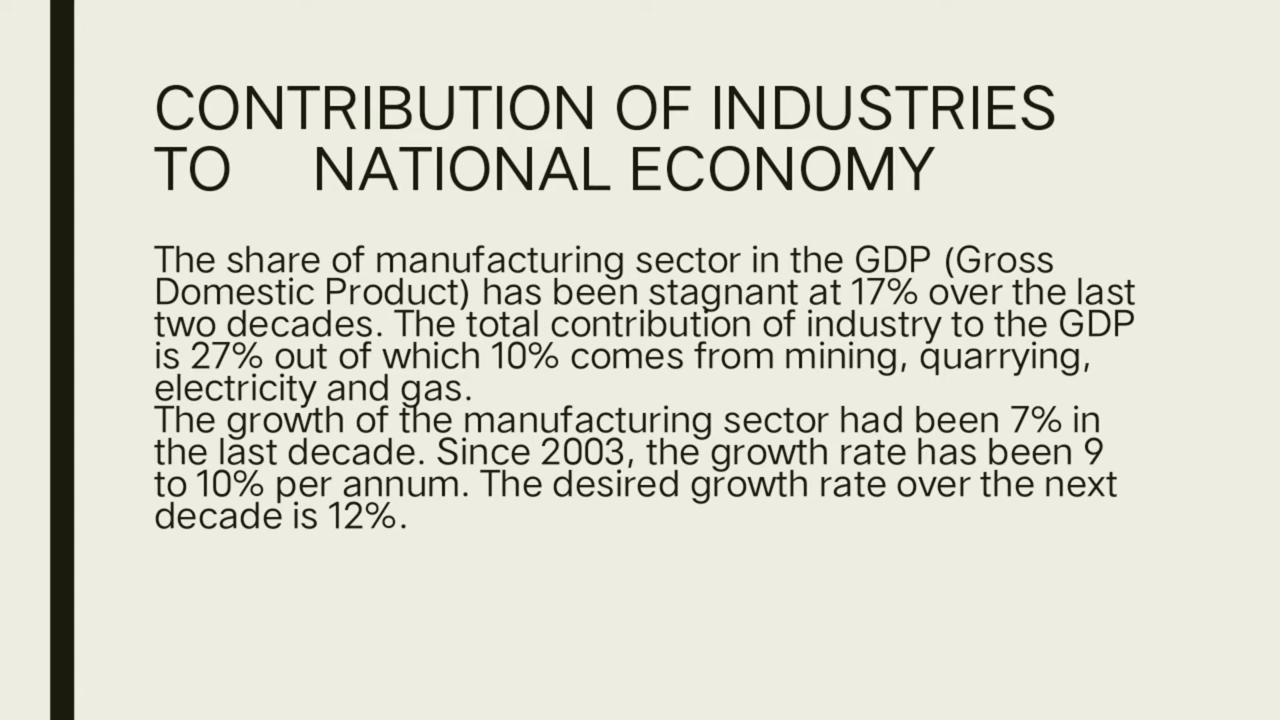 CONTRIBUTION OF INDUSTRIES
TO NATIONAL ECONOMY
The share of manufacturing sector in the GDP (Gross
Domestic Product) has been stagnant at 17% over the last
two decades. The total contribution of industry to the GDP
is 27% out of which 10% comes from mining, quarrying,
electricity and gas.
The growth of the manufacturing sector had been 7% in
the last decade. Since 2003, the growth rate has been 9
to 10% per annum. The desired growth rate over the next
decade is 12%.